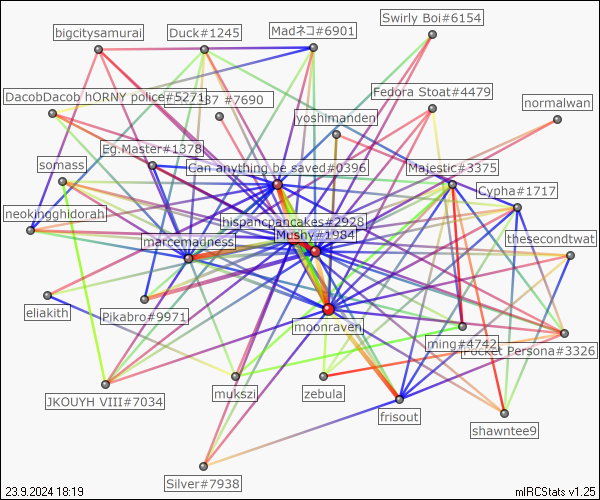 Swirly Boi#6154
bigcitysamurai
Duck#1245
Madネコ#6901
DacobDacob hORNY police#5271
37 #7690
Fedora Stoat#4479
normalwan
yoshimanden
Eg.Master#1378
somass
Can anything be saved#0396
Majestic#3375
Cypha#1717
neokingghidorah
hispancpancakes#2928
Mushy#1984
marcemadness
thesecondtwat
eliakith
Pikabro#9971
moonraven
ming#4742
Pocket Persona#3326
JKOUYH VIII#7034
mukszi
zebula
frisout
shawntee9
Silver#7938
23.9.2024 18:19
mIRCStats v1.25